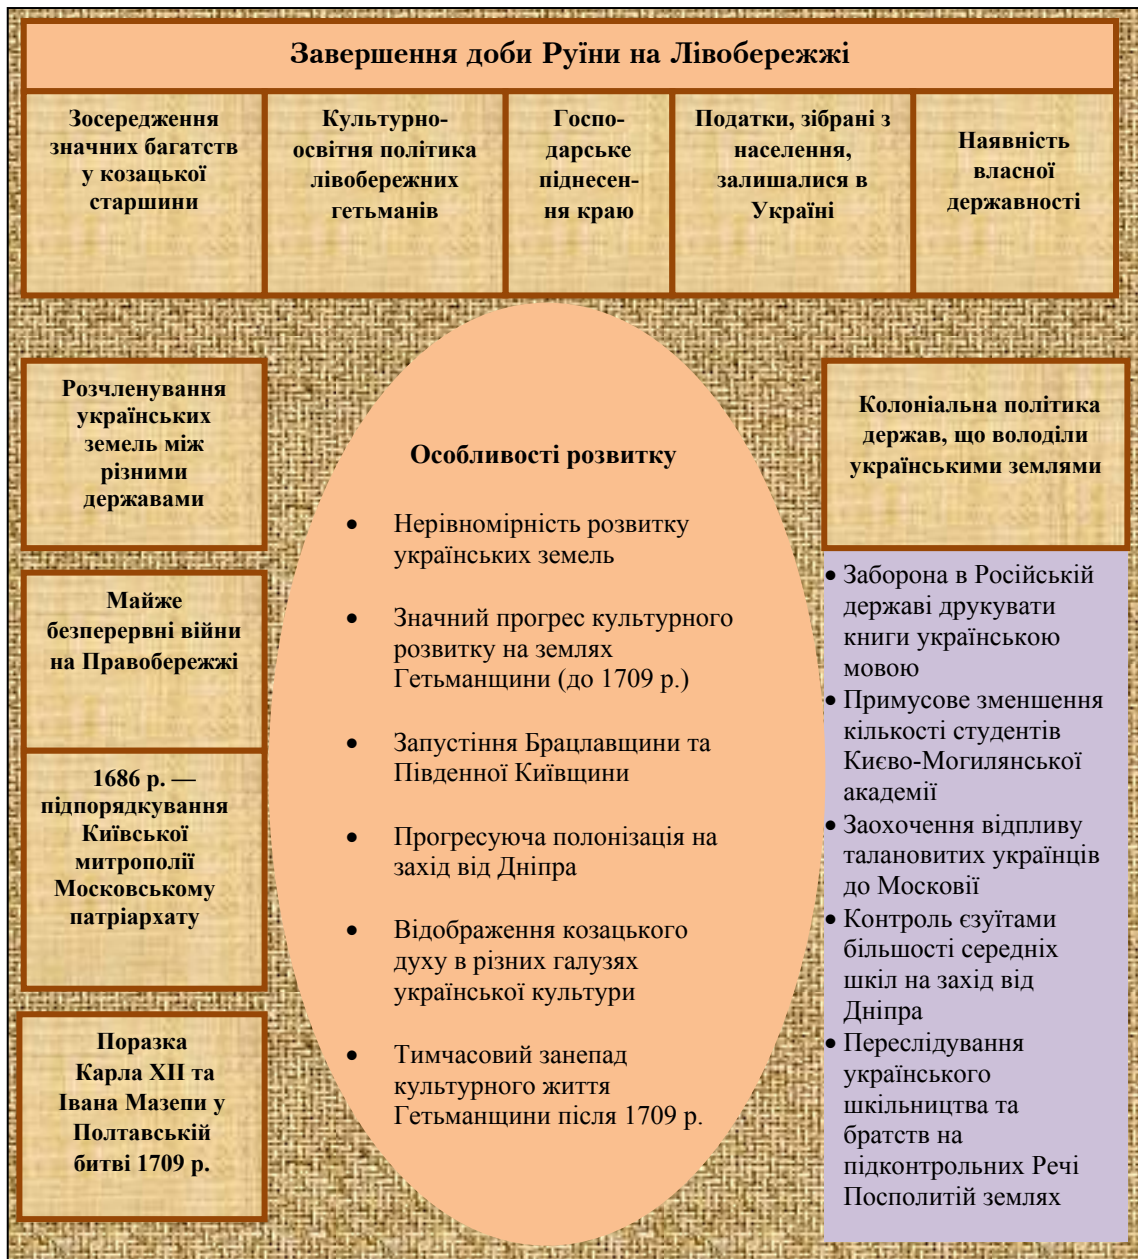 Завершення доби Руїни на Лівобережжі
Зосередження
значних багатств
у козацької
старшини
Культурно-
освітня політика
лівобережних
гетьманів
Госпо-
дарське
піднесен-
ня краю
Податки, зібрані з
населення,
залишалися в
Україні
Наявність
власної
державності
Розчленування
українських
земель між
різними
державами
Майже
безперервні війни
на Правобережжі
1686 р. —
підпорядкування
Київської
митрополії
Московському
патріархату
Поразка
Карла XII та
Івана Мазепи у
Полтавській
битві 1709 р.
Особливості розвитку
• Нерівномірність розвитку
українських земель
• Значний прогрес культурного
розвитку на землях
Гетьманщини (до 1709 р.)
• Запустіння Брацлавщини та
Південної Київщини
• Прогресуюча полонізація на
захід від Дніпра
• Відображення козацького
духу в різних галузях
української культури
• Тимчасовий занепад
культурного життя
Гетьманщини після 1709 р.
Колоніальна політика
держав, що володіли
українськими землями
• Заборона в Російській
державі друкувати
книги українською
мовою
• Примусове зменшення
кількості студентів
Києво-Могилянської
академії
• Заохочення відпливу
талановитих українців
до Московії
• Контроль єзуїтами
більшості середніх
шкіл на захід від
Дніпра
• Переслідування
українського
шкільництва та
братств на
підконтрольних Речі
Посполитій землях